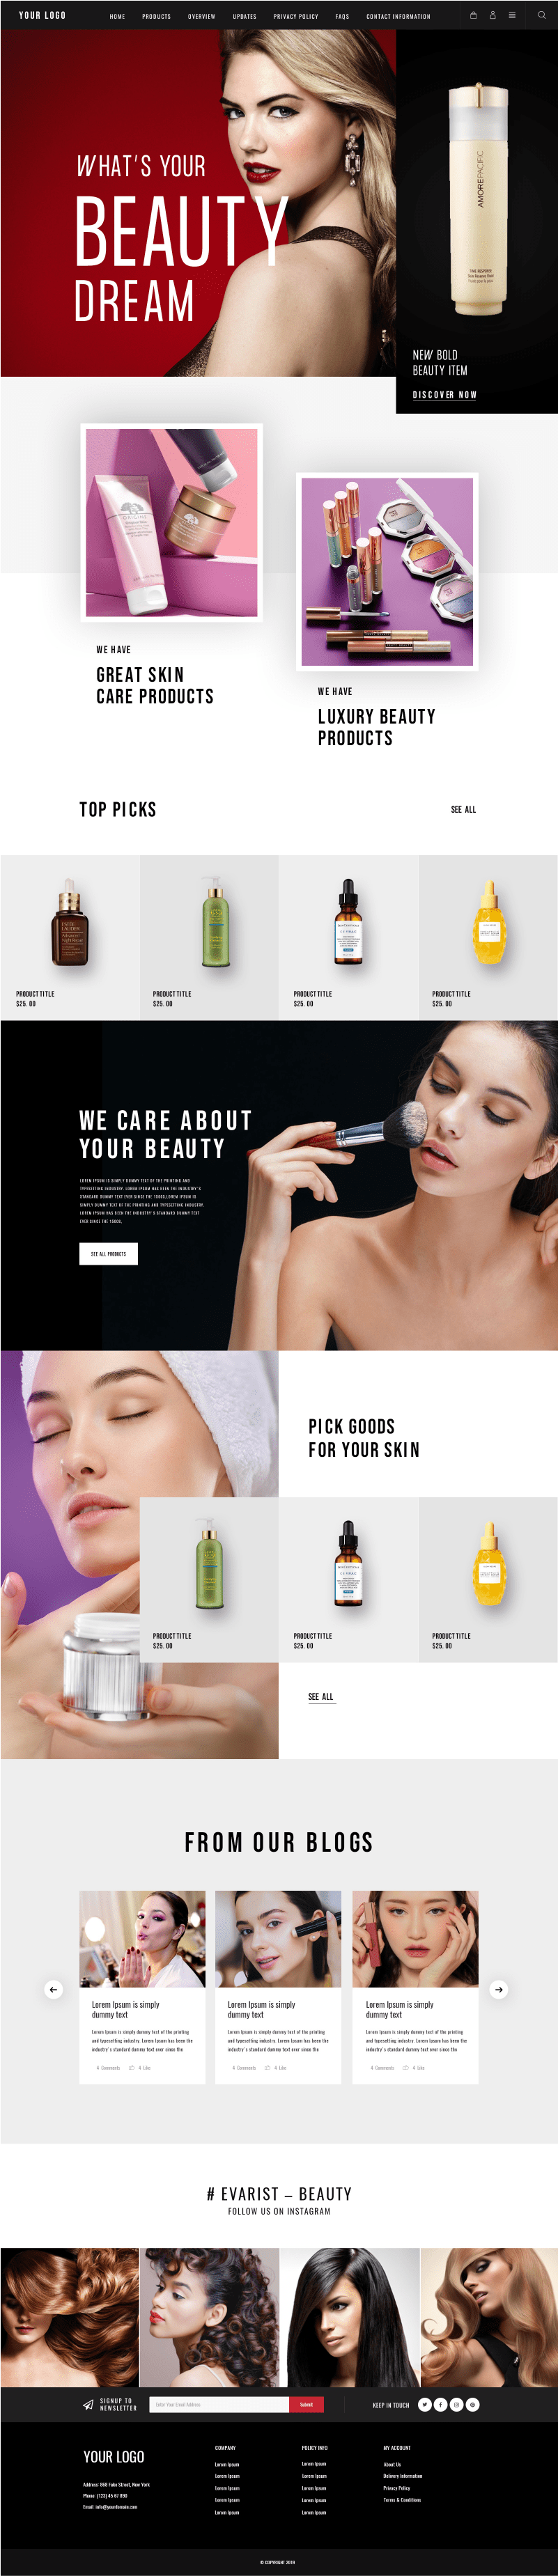 YOUR LOGO
HOME PRODUCTS OVERVIEW UPDATES PRIVACY POLICY FAQS CONTACT INFORMATION
WHAT'S YOUR
BEAUTY
DREAM
AMOREPACIFIC
TIME RESPONSE
NEW BOLD
BEAUTY ITEM
DISCOVER NOW
ORIGINS
WE HAVE
GREAT SKIN
CARE PRODUCTS
WE HAVE
LUXURY BEAUTY
PRODUCTS
TOP PICKS
SEE ALL
ESTEE
LAUDER
Advanced
Night Repair
PRODUCT TITLE
$25. 00
PRODUCT TITLE
$25. 00
PRODUCT TITLE
$25. 00
PRODUCT TITLE
$25. 00
WE CARE ABOUT
YOUR BEAUTY
LOREM IPSUM IS SIMPLY DUMMY TEXT OF THE PRINTING AND
TYPESETTING INDUSTRY. LOREM IPSUM HAS BEEN THE INDUSTRY'S
STANDARD DUMMY TEXT EVER SINCE THE 1500S,LOREM IPSUM IS
SIMPLY DUMMY TEXT OF THE PRINTING AND TYPESETTING INDUSTRY.
LOREM IPSUM HAS BEEN THE INDUSTRY'S STANDARD DUMMY TEXT
EVER SINCE THE 1500S,
SEE ALL PRODUCTS
PICK GOODS
FOR YOUR SKIN
PRODUCT TITLE
$25. 00
PRODUCT TITLE
$25. 00
PRODUCT TITLE
$25. 00
SEE ALL
FROM OUR BLOGS
Lorem Ipsum is simply
dummy text
Lorem Ipsum is simply dummy text of the printing
and typesetting industry. Lorem Ipsum has been the
industry's standard dummy text ever since the
4 Comments 4 Like
Lorem Ipsum is simply
dummy text
Lorem Ipsum is simply dummy text of the printing
and typesetting industry. Lorem Ipsum has been the
industry's standard dummy text ever since the
4 Comments 4 Like
Lorem Ipsum is simply
dummy text
Lorem Ipsum is simply dummy text of the printing
and typesetting industry. Lorem Ipsum has been the
industry's standard dummy text ever since the
4 Comments 4 Like
# EVARIST – BEAUTY
FOLLOW US ON INSTAGRAM
SIGNUP TO
NEWSLETTER
Enter Your Email Address
Submit
KEEP IN TOUCH
YOUR LOGO
Address: 868 Fake Street, New York
Phone: (123) 45 67 890
Email: info@yourdomain.com
COMPANY
Lorem Ipsum
Lorem Ipsum
Lorem Ipsum
Lorem Ipsum
Lorem Ipsum
POLICY INFO
Lorem Ipsum
Lorem Ipsum
Lorem Ipsum
Lorem Ipsum
Lorem Ipsum
MY ACCOUNT
About Us
Delivery Information
Privacy Policy
Terms & Conditions
© COPYRIGHT 2019